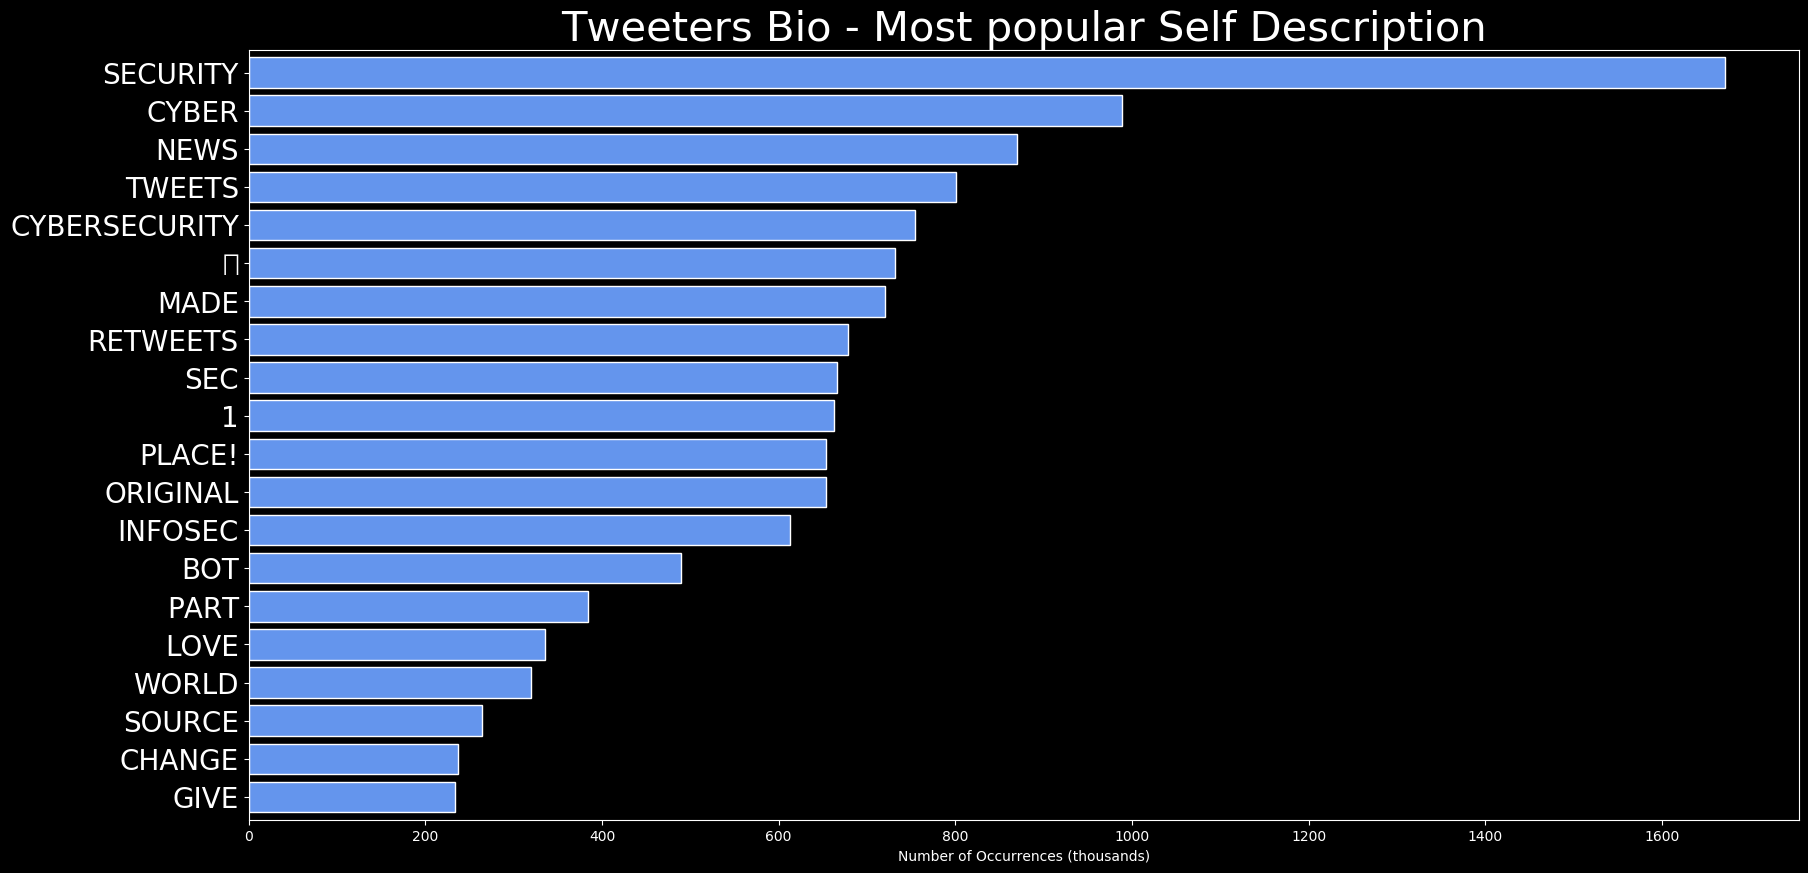 Tweeters Bio - Most popular Self Description
SECURITY
CYBER
NEWS
TWEETS
CYBERSECURITY
MADE
RETWEETS
SEC
1
PLACE!
ORIGINAL
INFOSEC
BOT
PART
LOVE
WORLD
SOURCE
CHANGE
GIVE
0 200 400 600 800 1000 1200 1400 1600
Number of Occurrences (thousands)